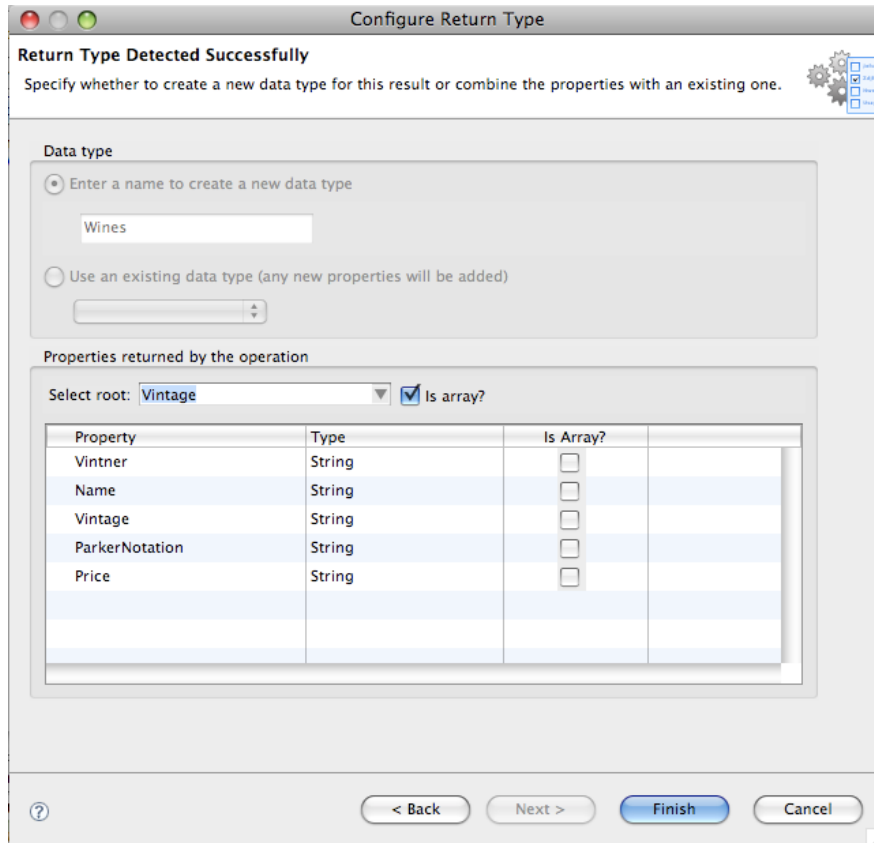 Configure Return Type
Return Type Detected Successfully
Specify whether to create a new data type for this result or combine the properties with an existing one.
Data type
Enter a name to create a new data type
Wines
Use an existing data type (any new properties will be added)
Properties returned by the operation
Select root: Vintage Is array?
Property Type Is Array?
Vintner String
Name String
Vintage String
ParkerNotation String
Price String
? < Back Next > Finish Cancel